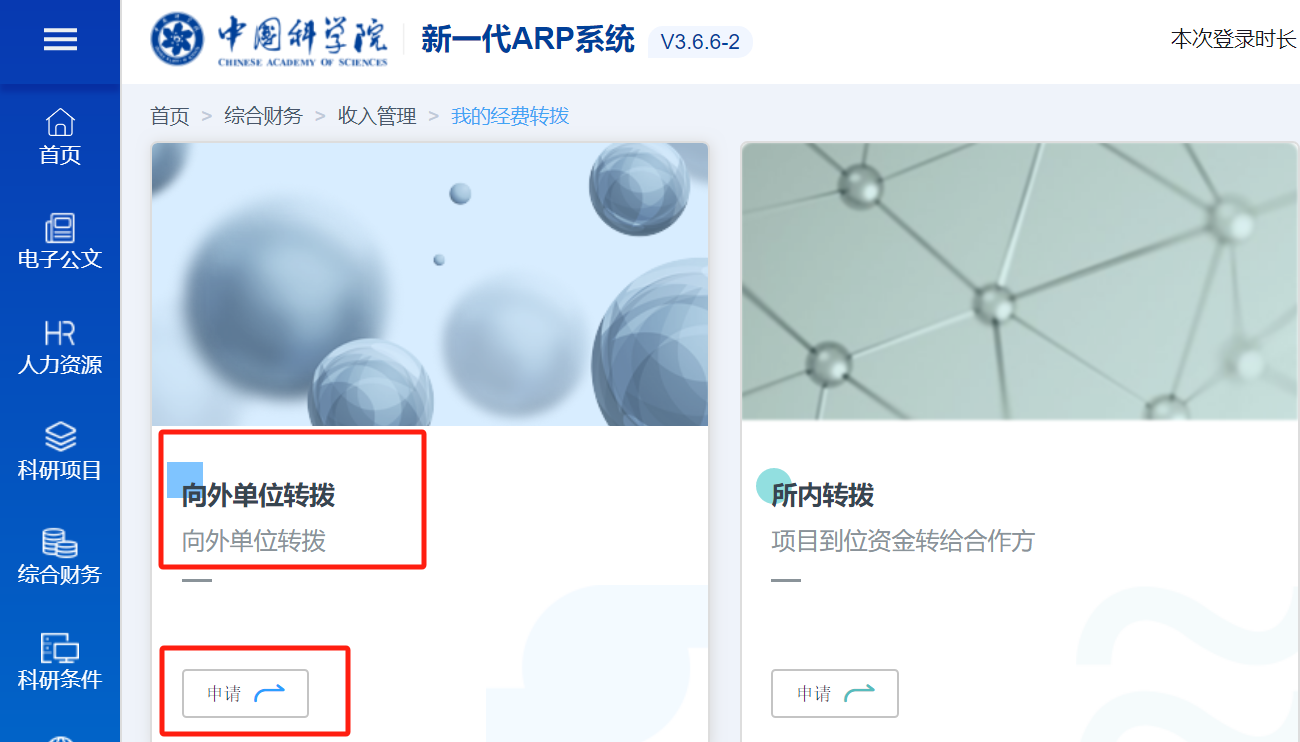 中国科学院
CHINESE ACADEMY OF SCIENCES
新一代ARP系统
V3.6.6-2
本次登录时长
首页
电子公文
HR
人力资源
科研项目
综合财务
科研条件
首页 > 综合财务 > 收入管理 > 我的经费转拨
向外单位转拨
向外单位转拨
申请
所内转拨
项目到位资金转给合作方
申请